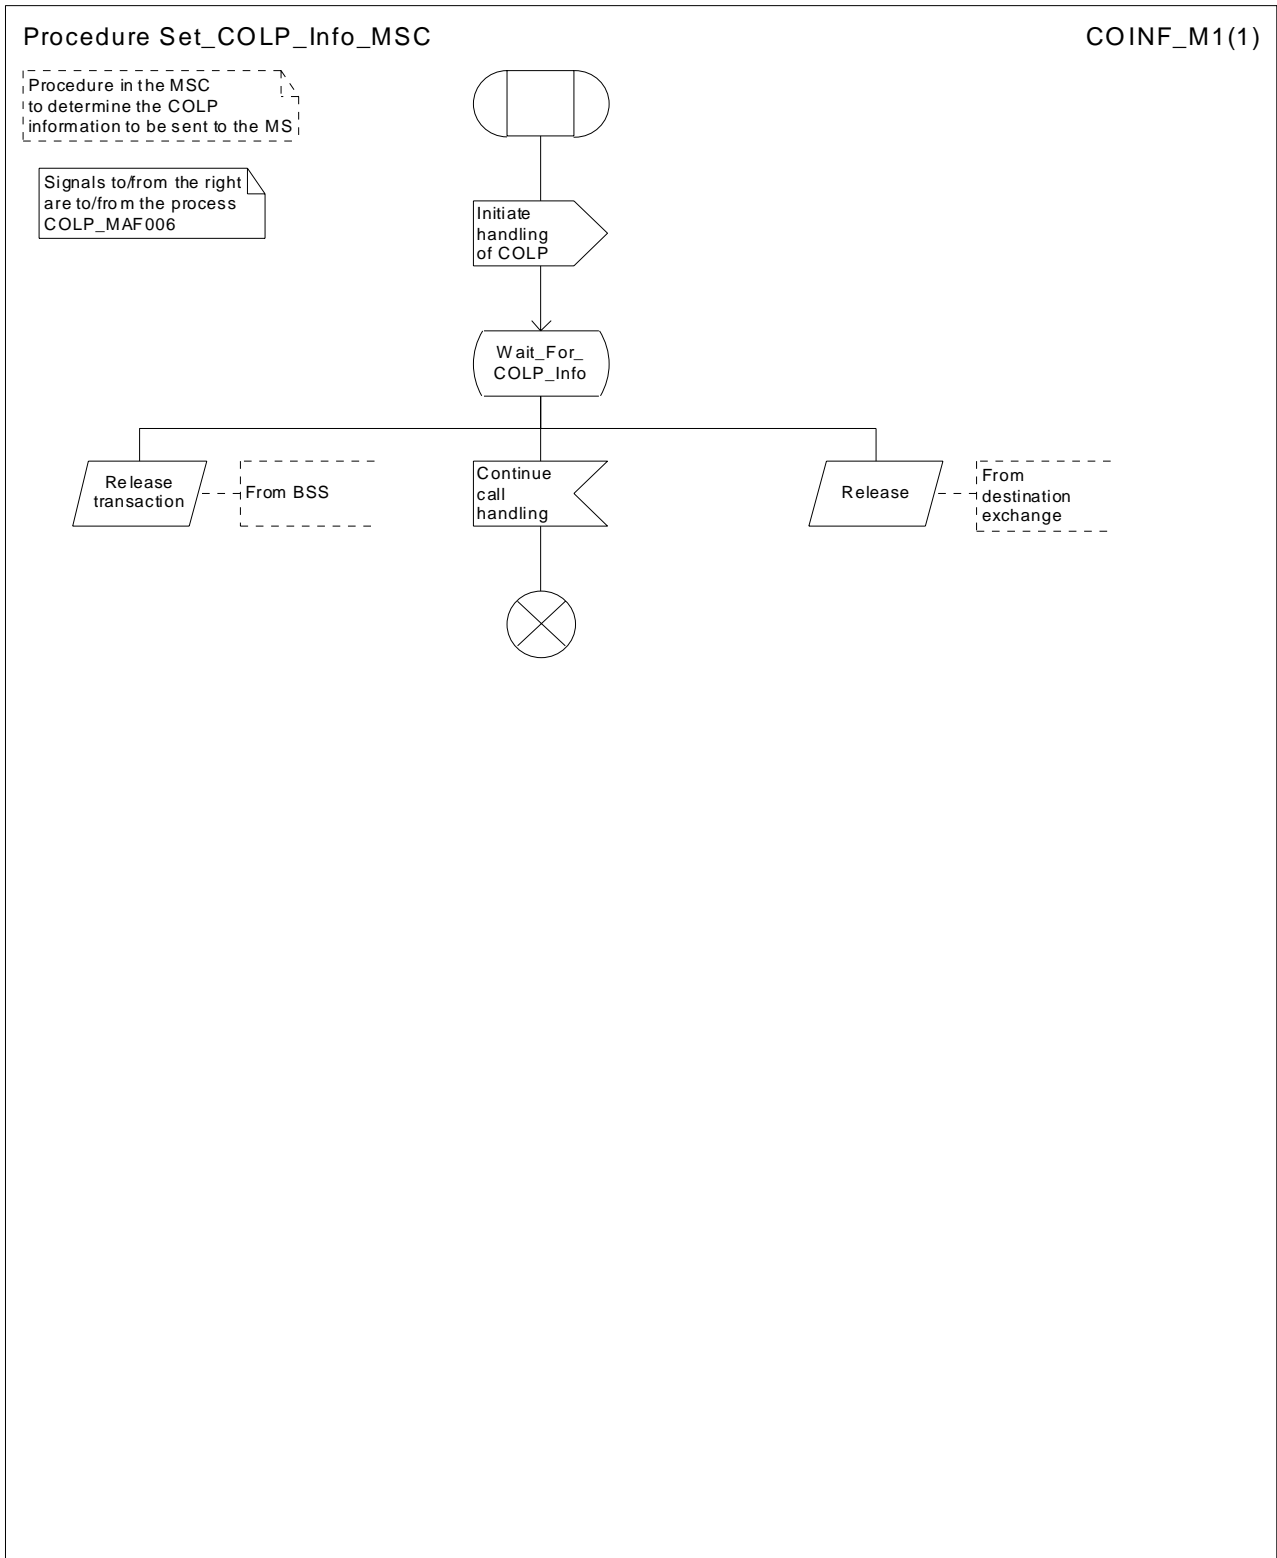 Procedure Set_COLP_Info_MSC
COINF_M1(1)
Procedure in the MSC
to determine the COLP
information to be sent to the MS
Signals to/from the right
are to/from the process
COLP_MAF006
Initiate
handling
of COLP
Wait_For_
COLP_Info
Release
transaction
From BSS
Continue
call
handling
Release
From
destination
exchange